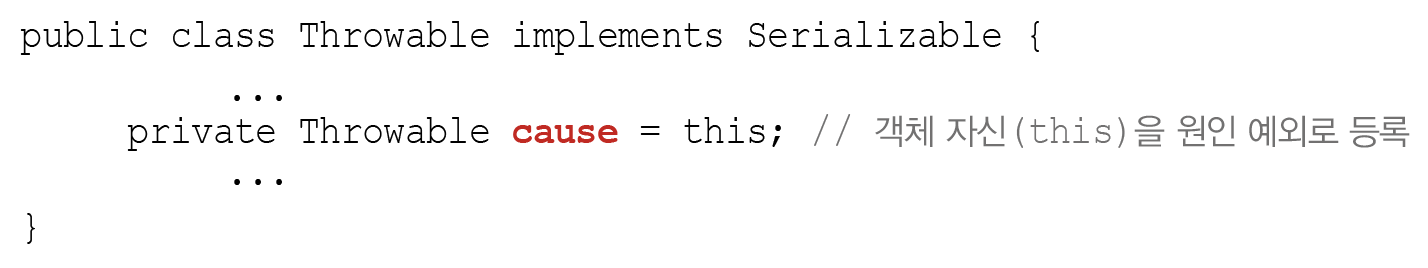 public class Throwable implements Serializable {
...
private Throwable cause = this; // 객체 자신(this)을 원인 예외로 등록
...
}